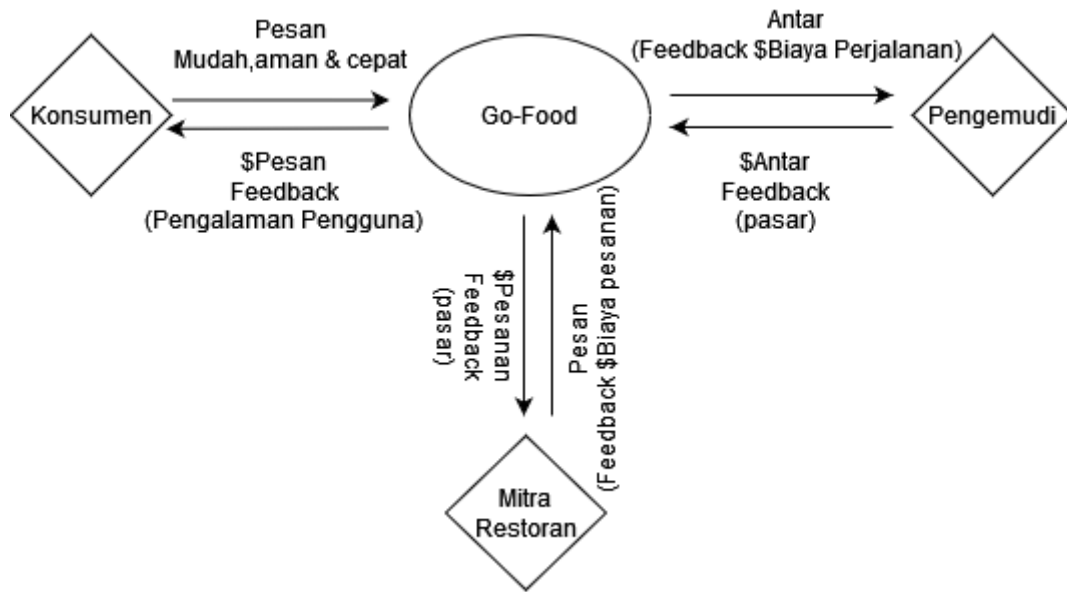 Pesan
Mudah,aman & cepat
Antar
(Feedback $Biaya Perjalanan)
Konsumen
Go-Food
Pengemudi
$Pesan
Feedback
(Pengalaman Pengguna)
$Antar
Feedback
(pasar)
$Pesanan
Feedback
(pasar)
Pesan
(Feedback $Biaya pesanan)
Mitra
Restoran